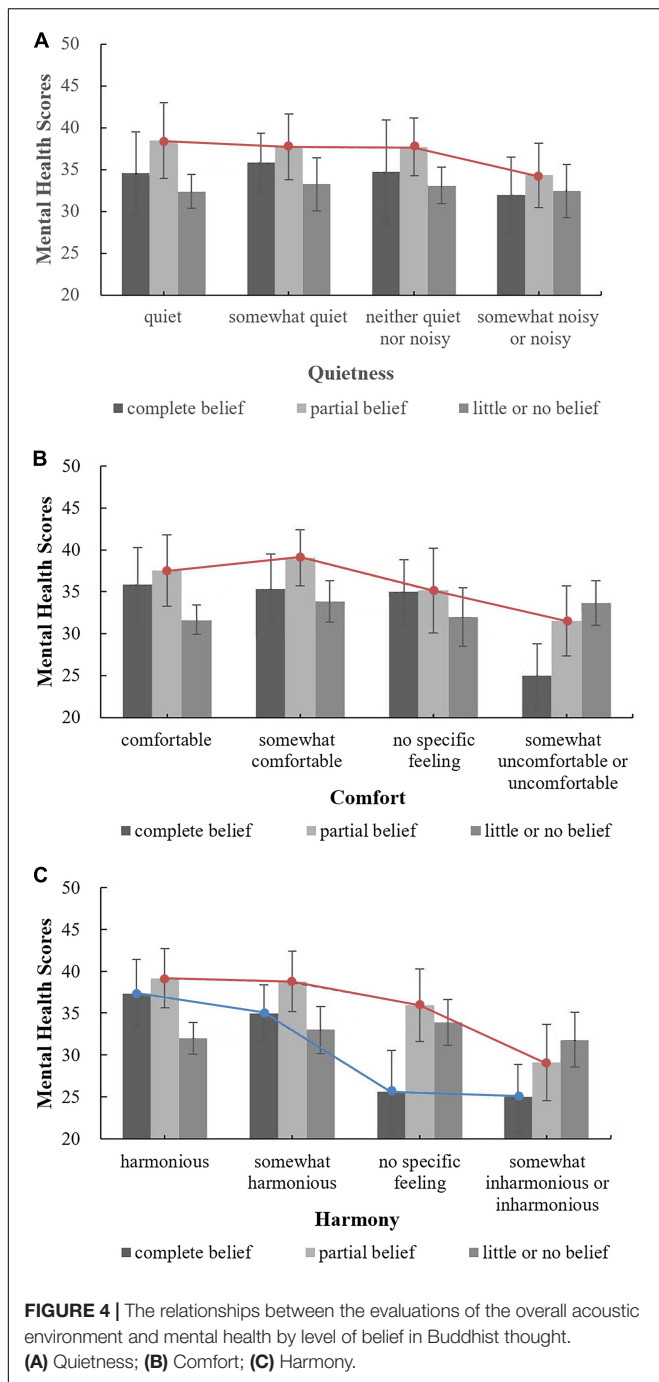 A
50
45
40
35
30
25
20
Mental Health Scores
quiet
somewhat quiet
neither quiet
nor noisy
somewhat noisy
or noisy
Quietness
complete belief
partial belief
little or no belief
B
50
45
40
35
30
25
20
Mental Health Scores
comfortable
somewhat
comfortable
no specific
feeling
somewhat
uncomfortable or
uncomfortable
Comfort
complete belief
partial belief
little or no belief
C
50
45
40
35
30
25
20
Mental Health Scores
harmonious
somewhat
harmonious
no specific
feeling
somewhat
inharmonious or
inharmonious
Harmony
complete belief
partial belief
little or no belief
FIGURE 4 | The relationships between the evaluations of the overall acoustic
environment and mental health by level of belief in Buddhist thought.
(A) Quietness; (B) Comfort; (C) Harmony.